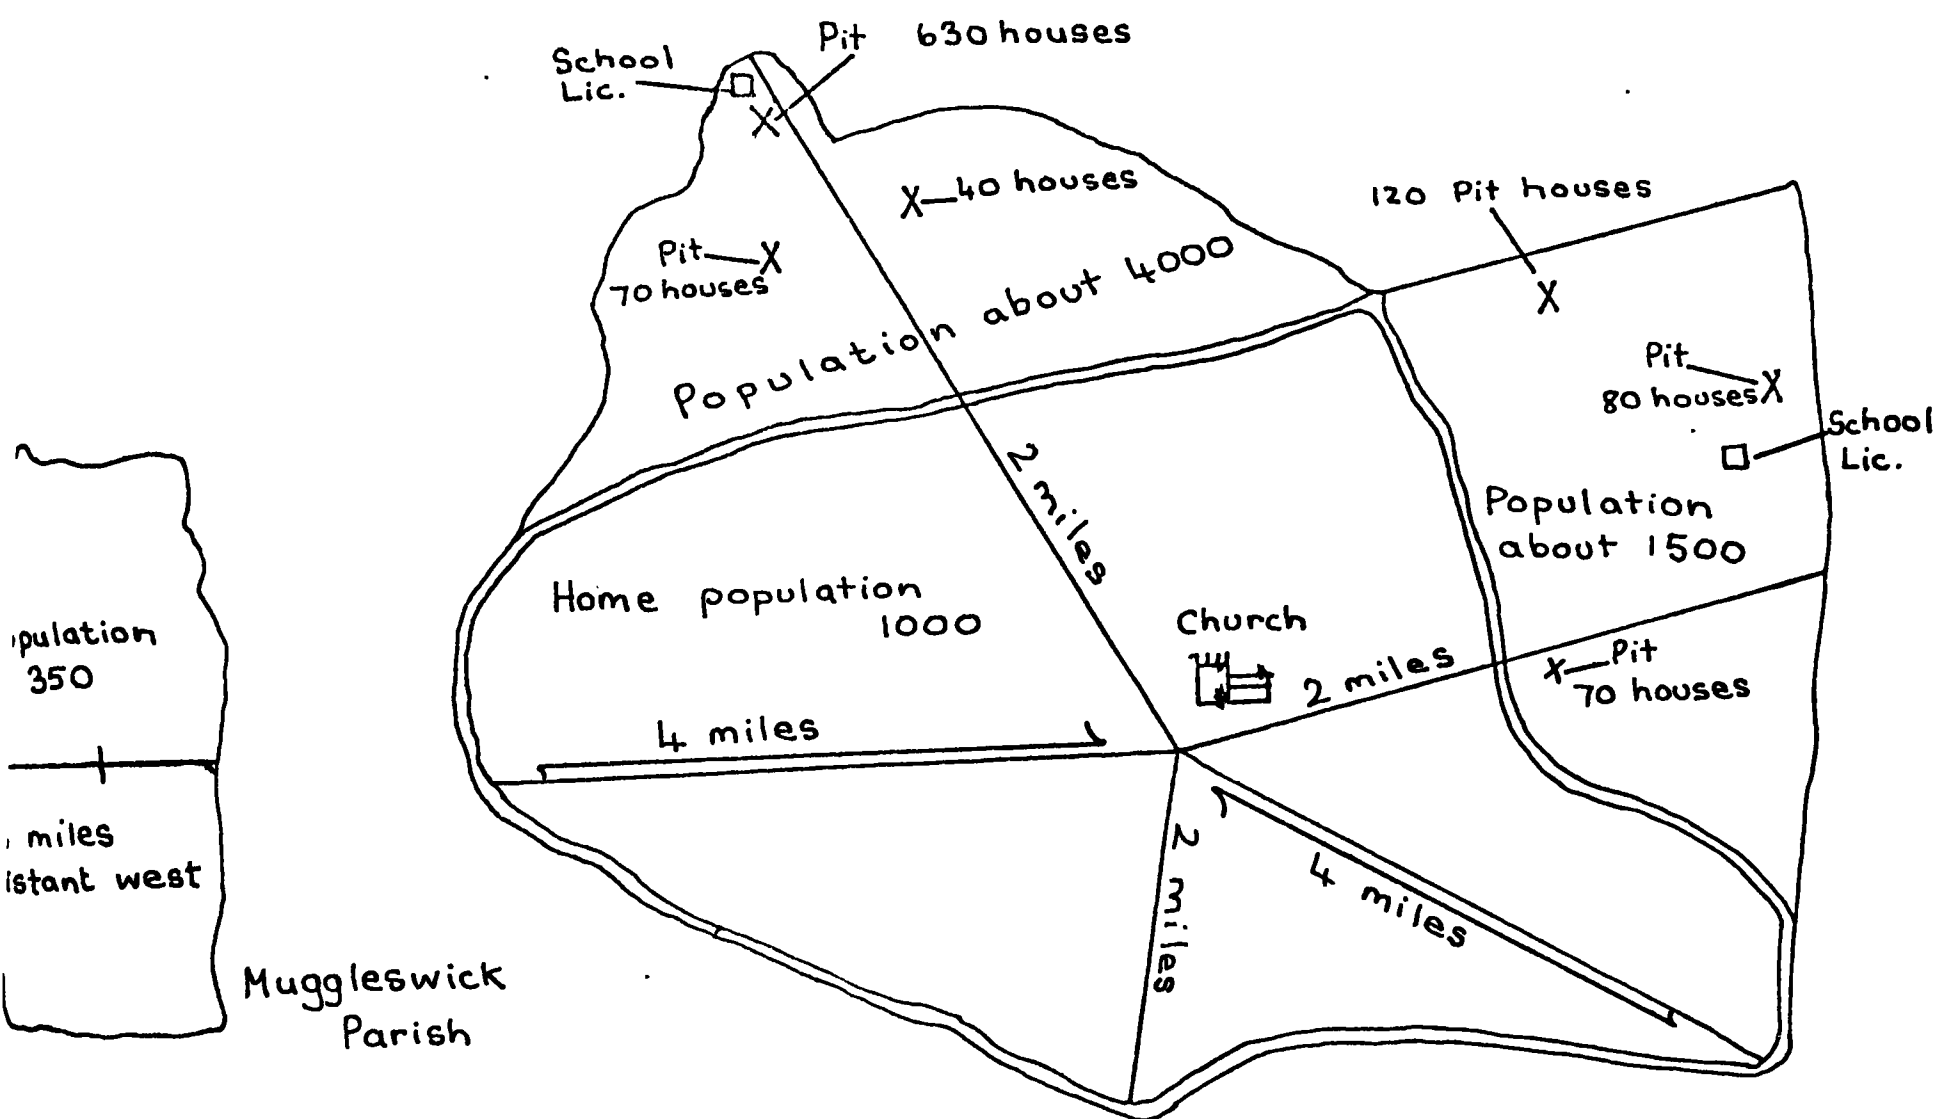 Pit 630 houses
School
Lic.
X—40 houses
120 Pit houses
Pit—X
70 houses
Population about 4000
Pit
80 houses X
School
Lic.
2 miles
Population
about 1500
Home population
1000
Church
pulation
350
2 miles
X—Pit
70 houses
4 miles
miles
istant west
2 miles
4 miles
Muggleswick
Parish